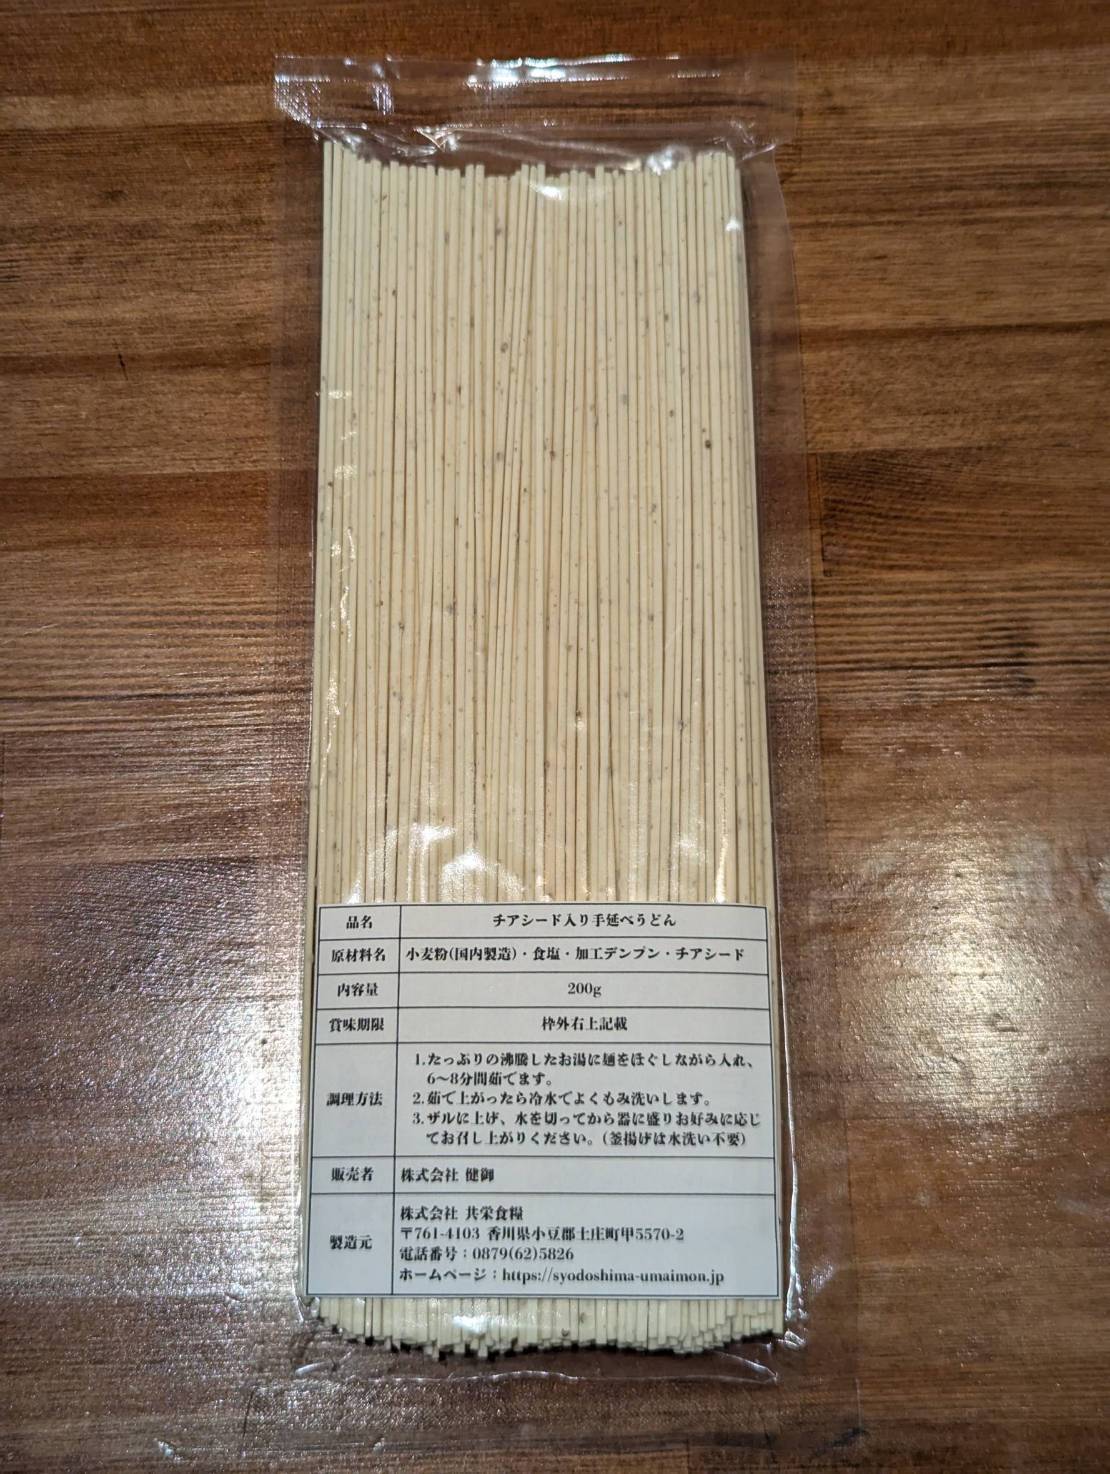 品名 チアシード入り手延べうどん
原材料名 小麦粉(国内製造)・食塩・加工デンプン・チアシード
内容量 200g
賞味期限 枠外右上記載
調理方法
1.たっぷりの沸騰したお湯に麺をほぐしながら入れ、
6〜8分間茹でます。
2.茹で上がったら冷水でよくもみ洗いします。
3.ザルに上げ、水を切ってから器に盛りお好みに応じ
てお召し上がりください。(釜揚げは水洗い不要)
販売者 株式会社 健御
製造元
株式会社 共栄食糧
〒761-4103 香川県小豆郡土庄町甲5570-2
電話番号：0879(62)5826
ホームページ：https://syodoshima-umaimon.jp